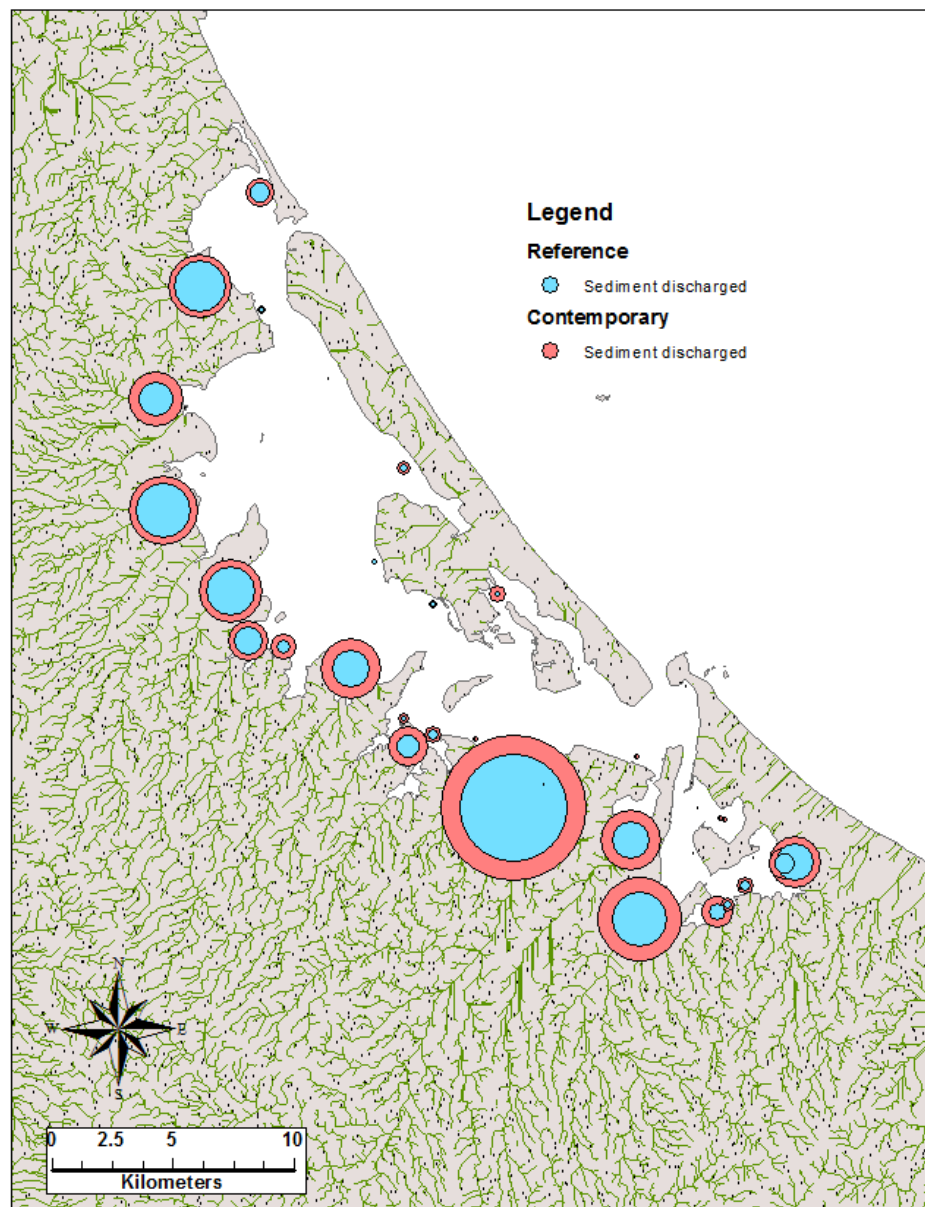 Legend
Reference
Sediment discharged
Contemporary
Sediment discharged
N
W E
S
0 2.5 5 10
Kilometers